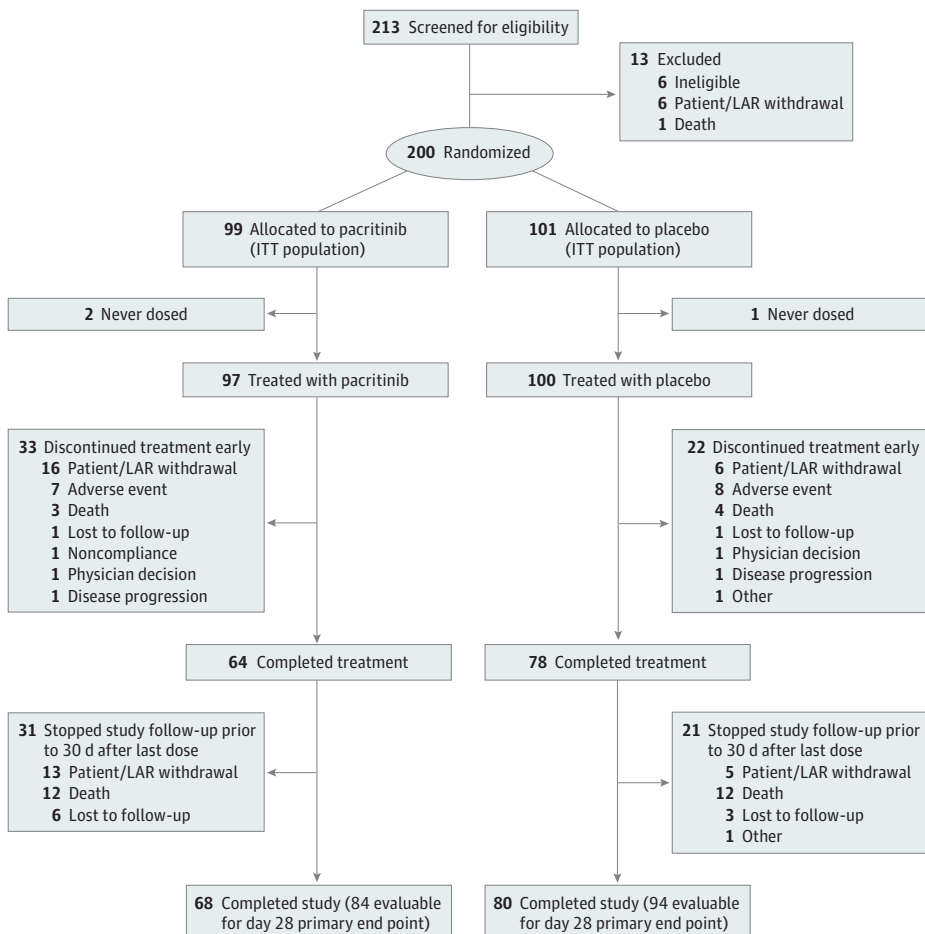 213 Screened for eligibility
13 Excluded
6 Ineligible
6 Patient/LAR withdrawal
1 Death
200 Randomized
99 Allocated to pacritinib
(ITT population)
101 Allocated to placebo
(ITT population)
2 Never dosed
1 Never dosed
97 Treated with pacritinib
100 Treated with placebo
33 Discontinued treatment early
16 Patient/LAR withdrawal
7 Adverse event
3 Death
1 Lost to follow-up
1 Noncompliance
1 Physician decision
1 Disease progression
22 Discontinued treatment early
6 Patient/LAR withdrawal
8 Adverse event
4 Death
1 Lost to follow-up
1 Physician decision
1 Disease progression
1 Other
64 Completed treatment
78 Completed treatment
31 Stopped study follow-up prior
to 30 d after last dose
13 Patient/LAR withdrawal
12 Death
6 Lost to follow-up
21 Stopped study follow-up prior
to 30 d after last dose
5 Patient/LAR withdrawal
12 Death
3 Lost to follow-up
1 Other
68 Completed study (84 evaluable
for day 28 primary end point)
80 Completed study (94 evaluable
for day 28 primary end point)